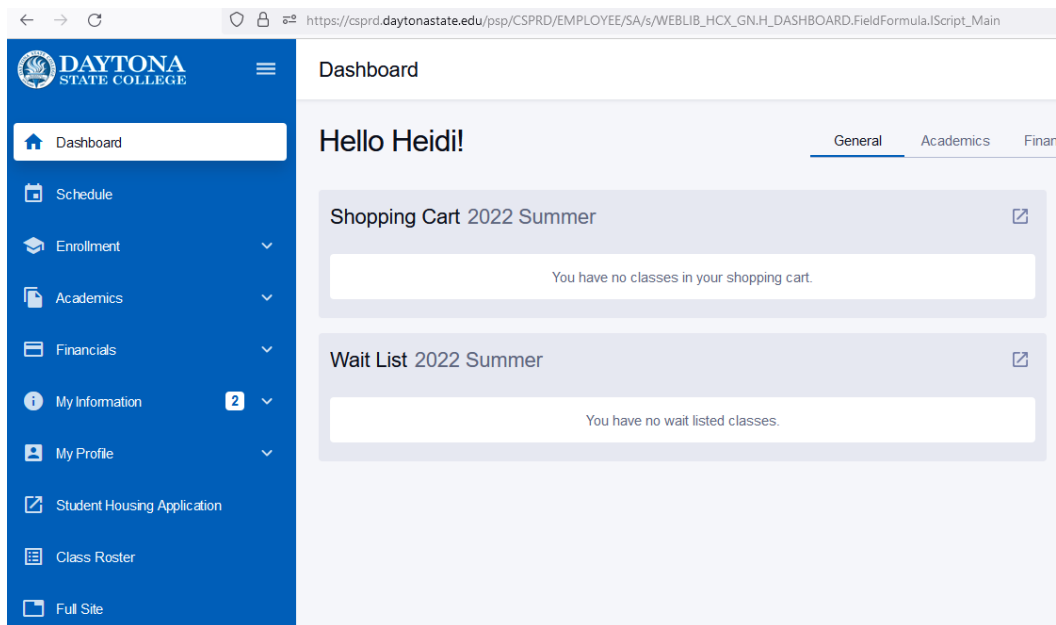 https://csprd.daytonastate.edu/psp/CSPRD/EMPLOYEE/SA/s/WEBLIB_HCX_GN.H_DASHBOARD.FieldFormula.IScript_Main
DAYTONA
STATE COLLEGE
Dashboard
Schedule
Enrollment
Academics
Financials
My Information 2
My Profile
Student Housing Application
Class Roster
Full Site
Dashboard
Hello Heidi!
General Academics Finan
Shopping Cart 2022 Summer
You have no classes in your shopping cart.
Wait List 2022 Summer
You have no wait listed classes.